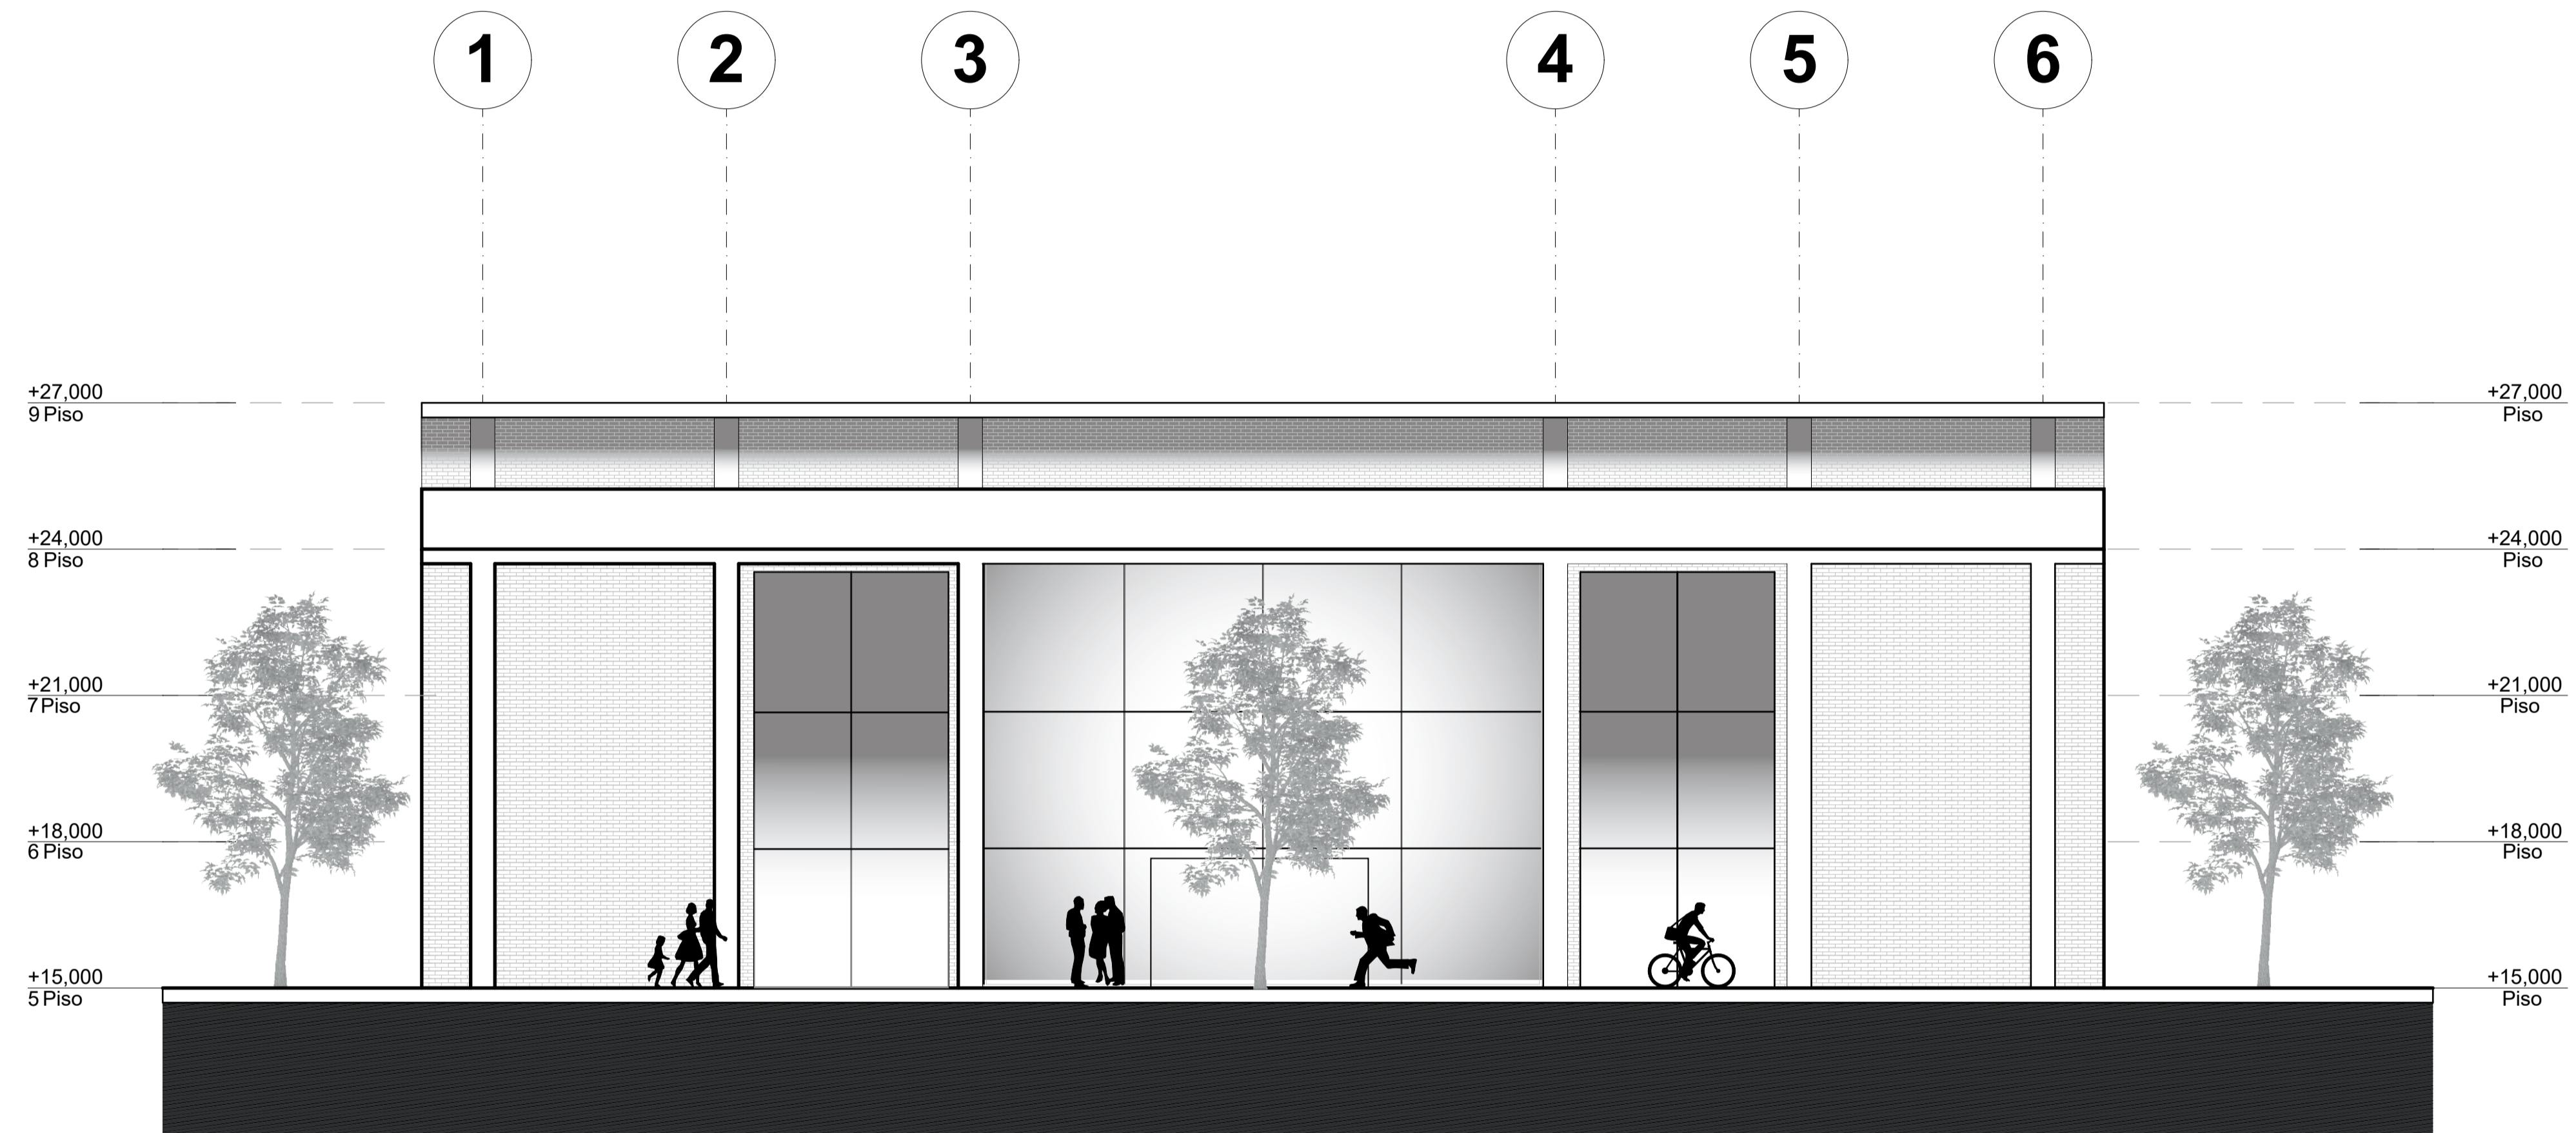 1 2 3 4 5 6
+27,000
9 Piso
+27,000
Piso
+24,000
8 Piso
+24,000
Piso
+21,000
7 Piso
+21,000
Piso
+18,000
6 Piso
+18,000
Piso
+15,000
5 Piso
+15,000
Piso